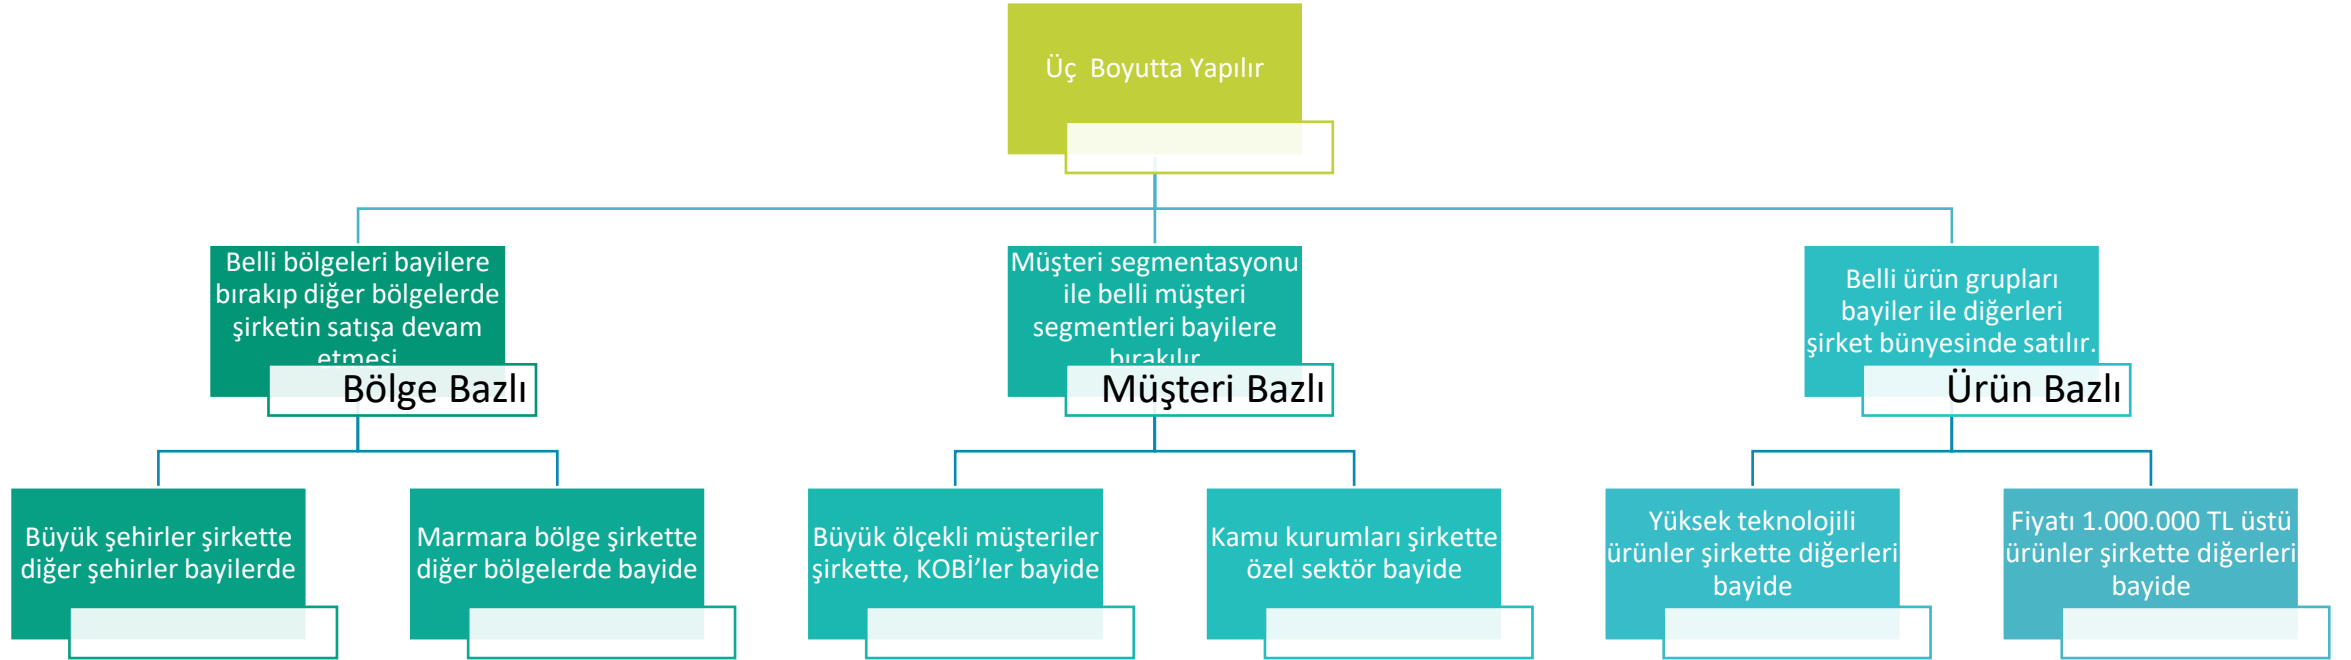 Üç Boyutta Yapılır
Belli bölgeleri bayilere
bırakıp diğer bölgelerde
şirketin satışa devam
etmesi
Bölge Bazlı
Müşteri segmentasyonu
ile belli müşteri
segmentleri bayilere
bırakılır
Müşteri Bazlı
Belli ürün grupları
bayiler ile diğerleri
şirket bünyesinde satılır.
Ürün Bazlı
Büyük şehirler şirkette
diğer şehirler bayilerde
Marmara bölge şirkette
diğer bölgelerde bayide
Büyük ölçekli müşteriler
şirkette, KOBİ’ler bayide
Kamu kurumları şirkette
özel sektör bayide
Yüksek teknolojili
ürünler şirkette diğerleri
bayide
Fiyatı 1.000.000 TL üstü
ürünler şirkette diğerleri
bayide